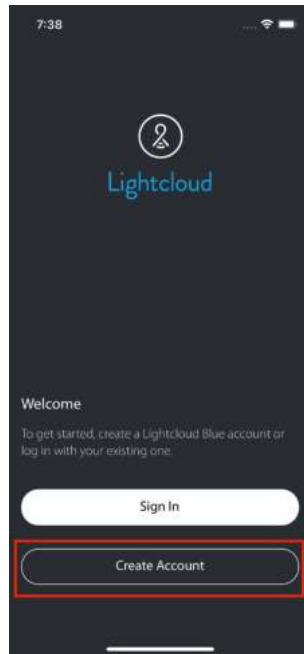 7:38
Lightcloud
Welcome
To get started, create a Lightcloud Blue account or
log in with your existing one.
Sign In
Create Account